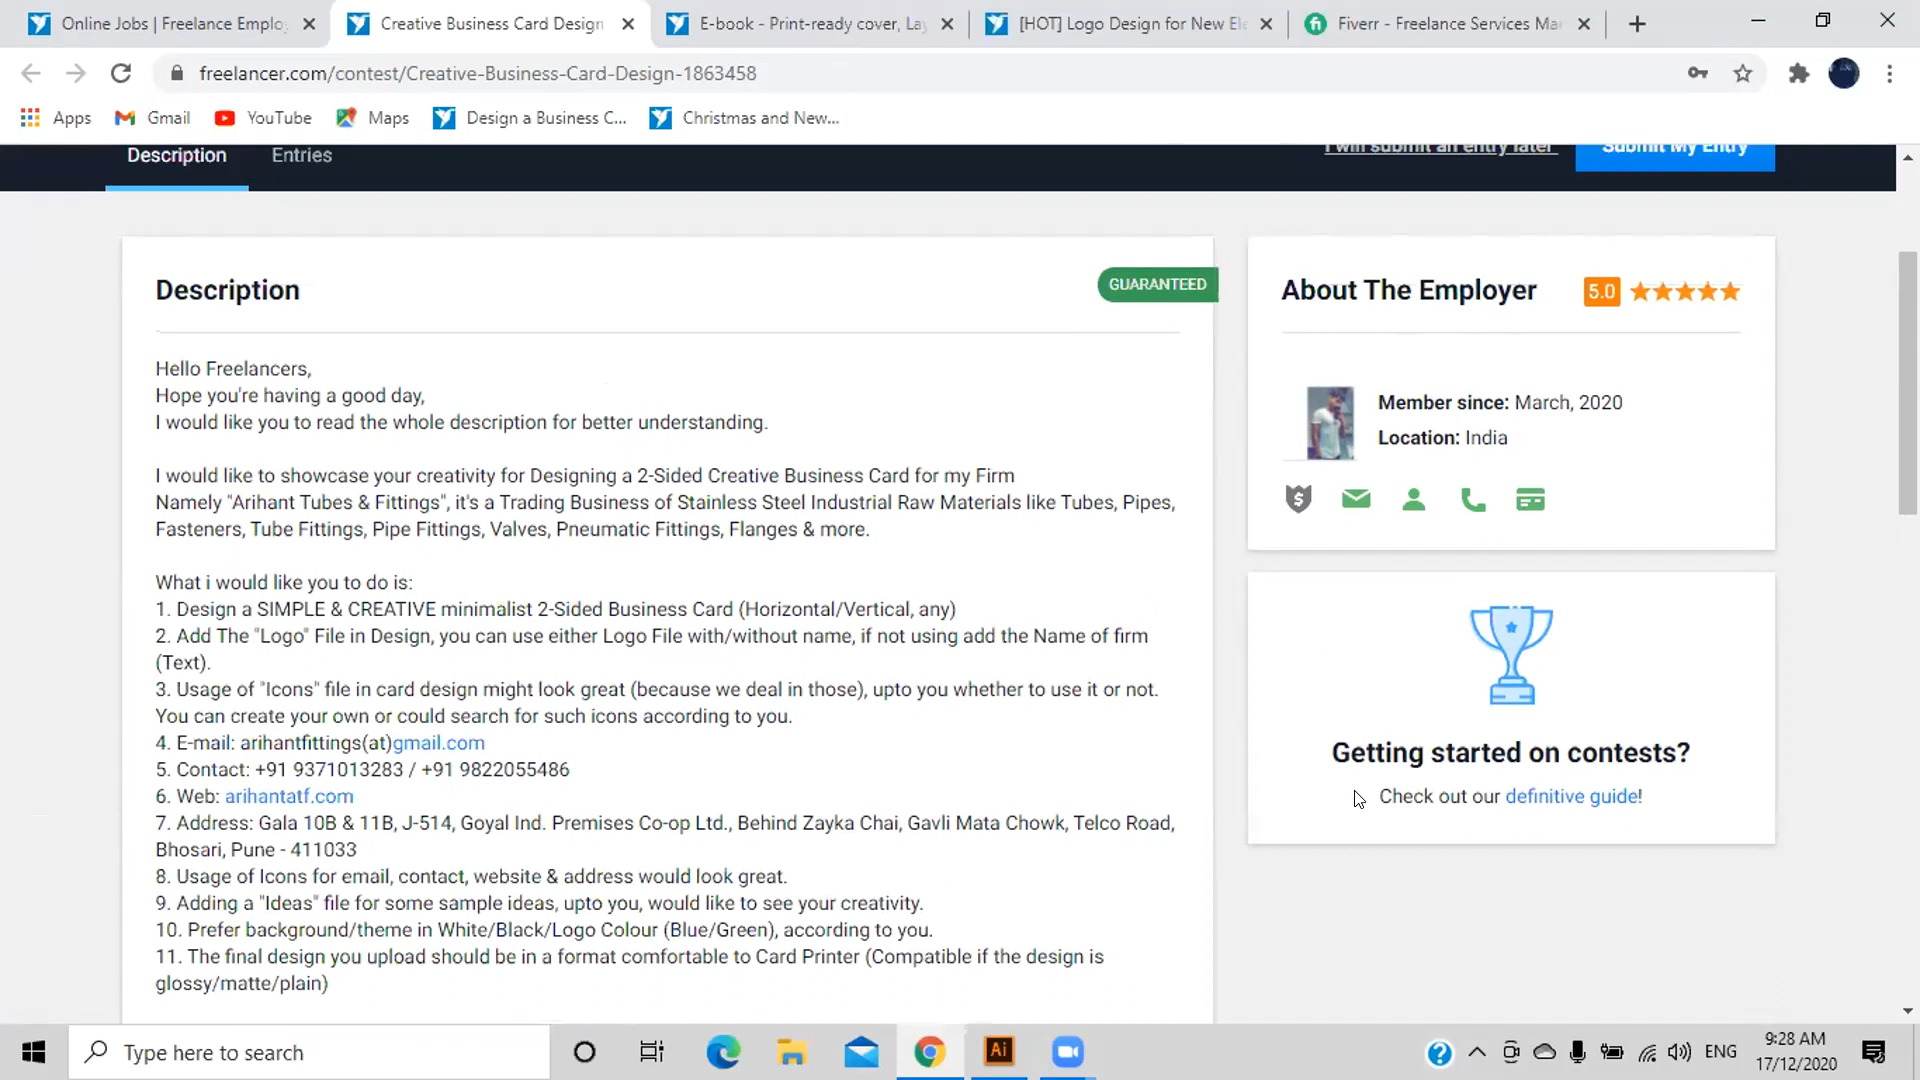 Online Jobs | Freelance Emplo
Creative Business Card Design
E-book - Print-ready cover, La
[HOT] Logo Design for New Ele
Fiverr - Freelance Services Ma
freelancer.com/contest/Creative-Business-Card-Design-1863458
Apps
Gmail
YouTube
Maps
Design a Business C...
Christmas and New...
Description
Entries
I will submit an entry later
Submit My Entry
Description
GUARANTEED
Hello Freelancers,
Hope you're having a good day,
I would like you to read the whole description for better understanding.
I would like to showcase your creativity for Designing a 2-Sided Creative Business Card for my Firm
Namely "Arihant Tubes & Fittings", it's a Trading Business of Stainless Steel Industrial Raw Materials like Tubes, Pipes,
Fasteners, Tube Fittings, Pipe Fittings, Valves, Pneumatic Fittings, Flanges & more.
What i would like you to do is:
1. Design a SIMPLE & CREATIVE minimalist 2-Sided Business Card (Horizontal/Vertical, any)
2. Add The "Logo" File in Design, you can use either Logo File with/without name, if not using add the Name of firm
(Text).
3. Usage of "Icons" file in card design might look great (because we deal in those), upto you whether to use it or not.
You can create your own or could search for such icons according to you.
4. E-mail: arihantfittings(at)gmail.com
5. Contact: +91 9371013283 / +91 9822055486
6. Web: arihantatf.com
7. Address: Gala 10B & 11B, J-514, Goyal Ind. Premises Co-op Ltd., Behind Zayka Chai, Gavli Mata Chowk, Telco Road,
Bhosari, Pune - 411033
8. Usage of Icons for email, contact, website & address would look great.
9. Adding a "Ideas" file for some sample ideas, upto you, would like to see your creativity.
10. Prefer background/theme in White/Black/Logo Colour (Blue/Green), according to you.
11. The final design you upload should be in a format comfortable to Card Printer (Compatible if the design is
glossy/matte/plain)
About The Employer
5.0
Member since: March, 2020
Location: India
Getting started on contests?
Check out our definitive guide!
Type here to search
Ai
ENG
9:28 AM
17/12/2020